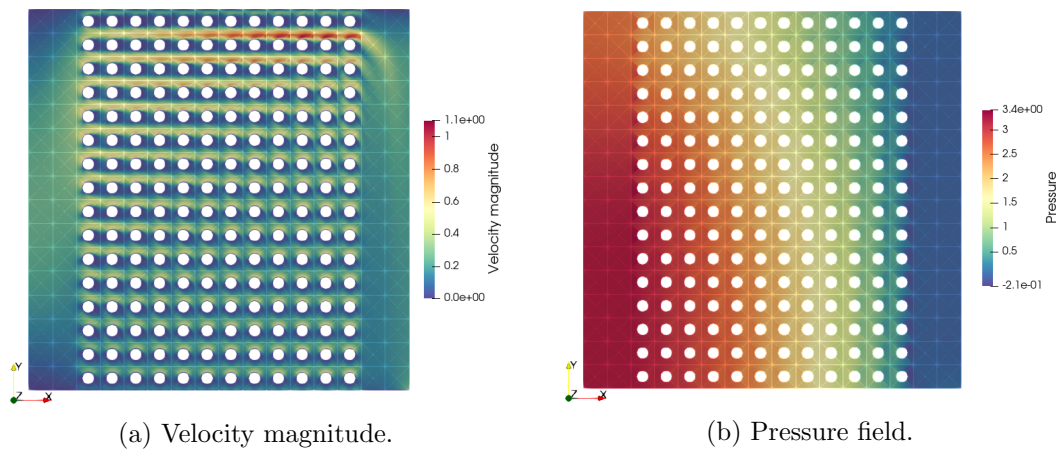 1.1e+00
1
0.8
0.6
0.4
0.2
0.0e+00
Velocity magnitude
Y
Z
X
(a) Velocity magnitude.
3.4e+00
3
2.5
2
1.5
1
0.5
-2.1e-01
Pressure
Y
Z
X
(b) Pressure field.